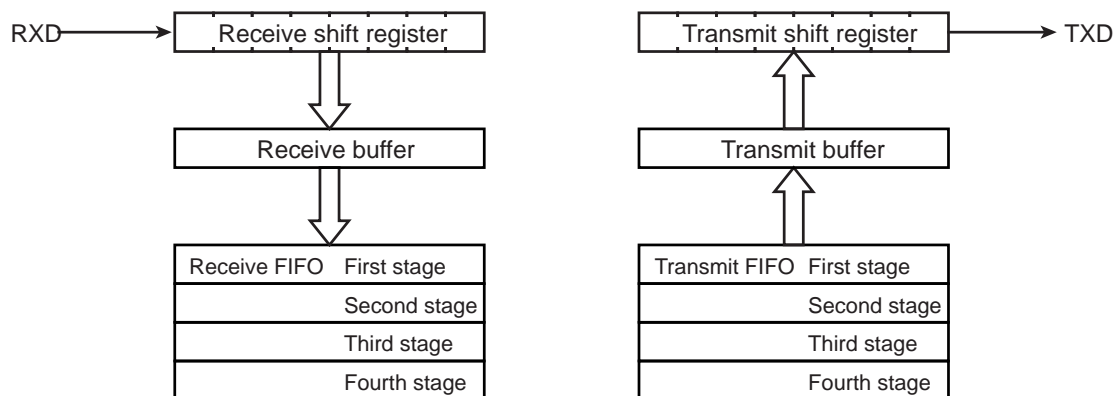 RXD
Receive shift register
Receive buffer
Receive FIFO First stage
Second stage
Third stage
Fourth stage
Transmit shift register
TXD
Transmit buffer
Transmit FIFO First stage
Second stage
Third stage
Fourth stage